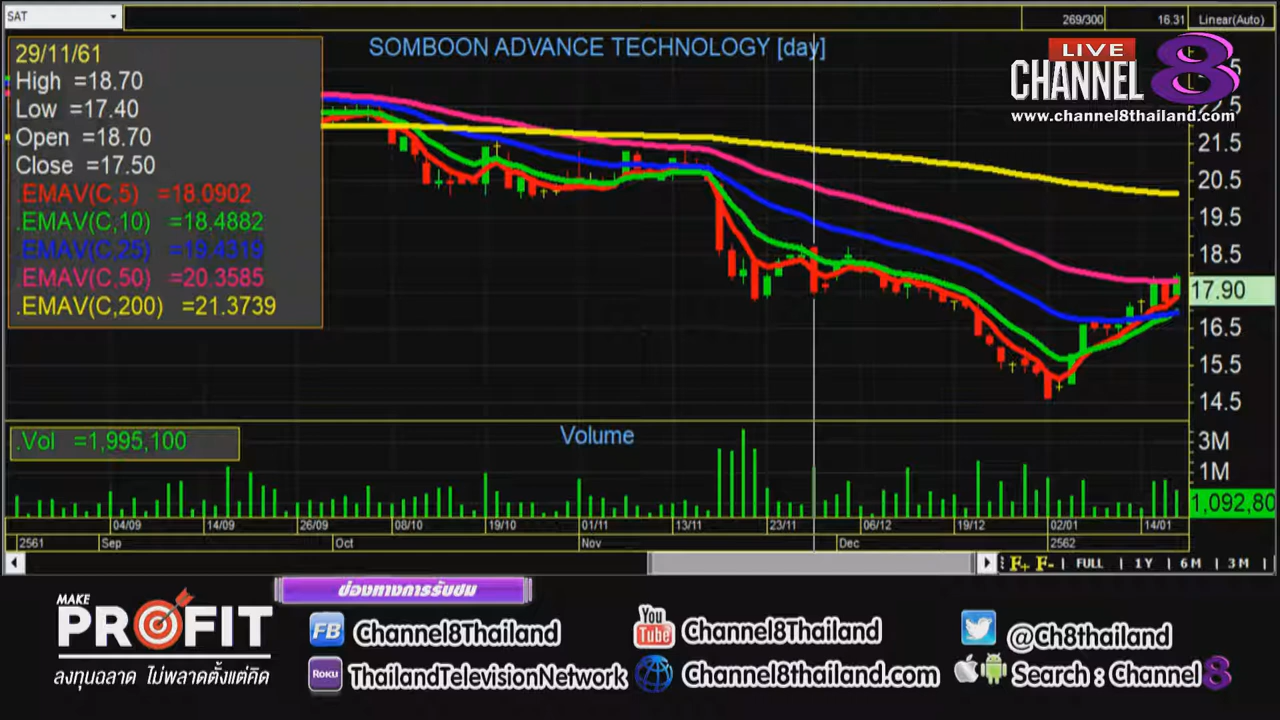 SAT
269/300
16.31
Linear(Auto)
SOMBOON ADVANCE TECHNOLOGY [day]
29/11/61
High =18.70
Low =17.40
Open =18.70
Close =17.50
.EMAV(C,5) =18.0902
.EMAV(C,10) =18.4882
.EMAV(C,25) =19.4319
.EMAV(C,50) =20.3585
.EMAV(C,200) =21.3739
LIVE
CHANNEL 8
www.channel8thailand.com
22.5
21.5
20.5
19.5
18.5
17.90
16.5
15.5
14.5
.Vol =1,995,100
Volume
3M
1M
1,092,80
04/09 14/09 26/09 08/10 19/10 01/11 13/11 23/11 06/12 19/12 02/01 14/01
2561 Sep Oct Nov Dec 2562
F+ F- FULL 1Y 6M 3M
MAKE
PROFIT
ลงทุนฉลาด ไม่พลาดตั้งแต่คิด
ช่องทางการรับชม
FB Channel8Thailand
You Tube Channel8Thailand
@Ch8thailand
ROKU ThailandTelevisionNetwork
Channel8thailand.com
Search : Channel 8